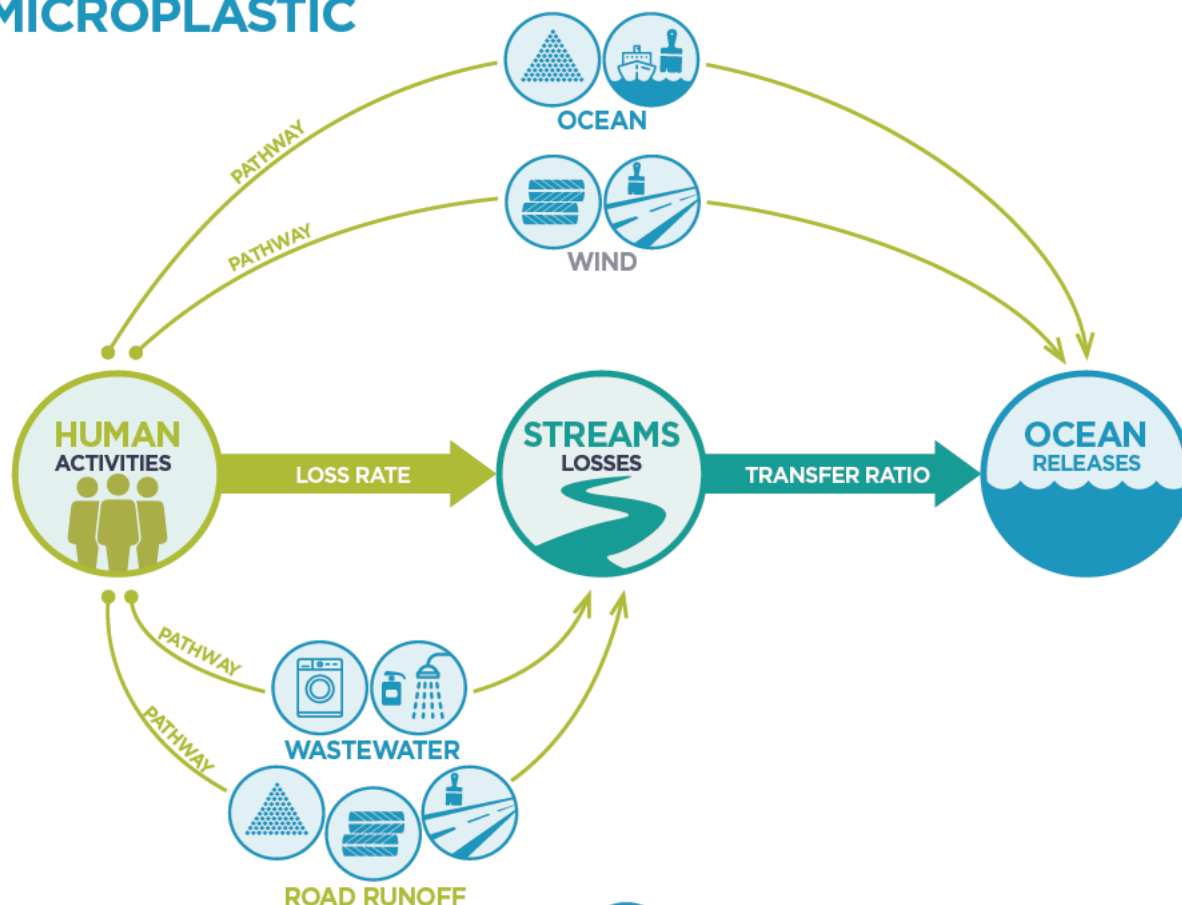 MICROPLASTIC
OCEAN
PATHWAY
WIND
PATHWAY
HUMAN
ACTIVITIES
LOSS RATE
STREAMS
LOSSES
TRANSFER RATIO
OCEAN
RELEASES
PATHWAY
WASTEWATER
PATHWAY
ROAD RUNOFF